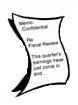 Memo:
Confidential
Re:
Fiscal Review
This quarter's
earnings have
just come in
and...